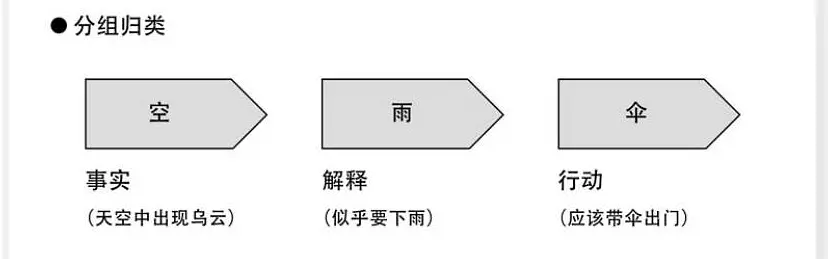 ● 分组归类
空 雨 伞
事实 解释 行动
（天空中出现乌云） （似乎要下雨） （应该带伞出门）